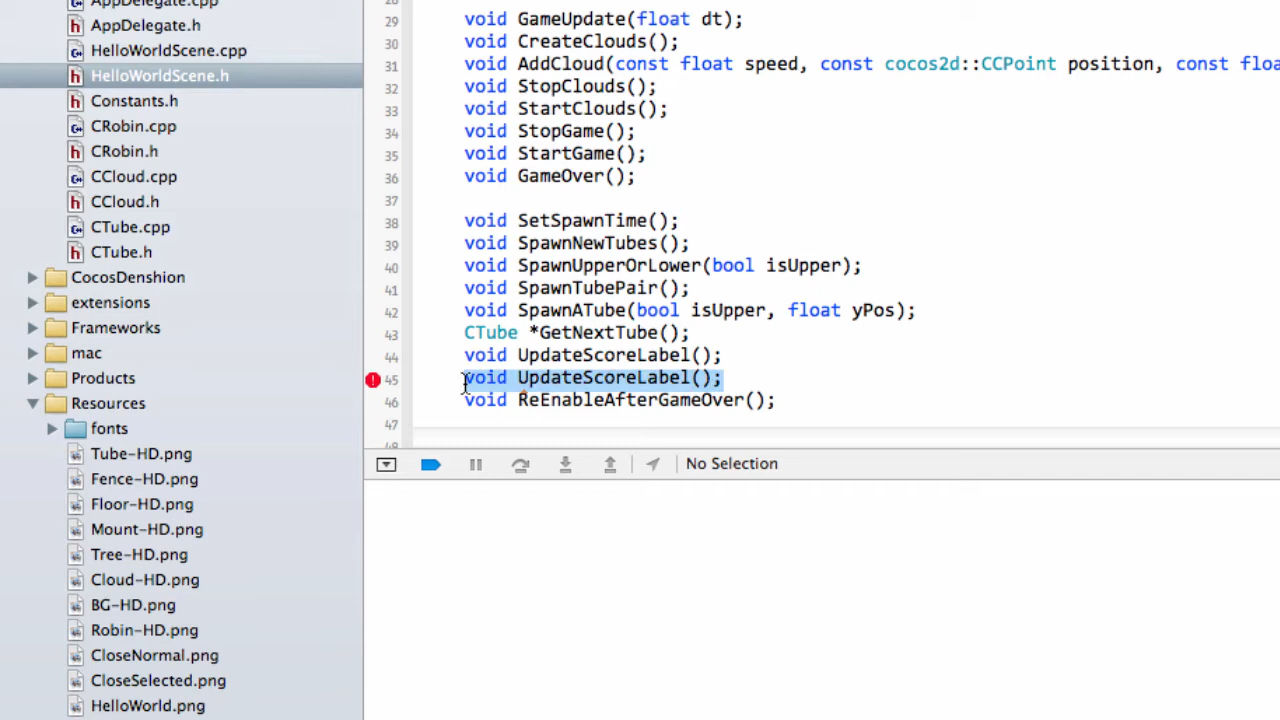 AppDelegate.cpp
AppDelegate.h
HelloWorldScene.cpp
HelloWorldScene.h
Constants.h
CRobin.cpp
CRobin.h
CCloud.cpp
CCloud.h
CTube.cpp
CTube.h
CocosDenshion
extensions
Frameworks
mac
Products
Resources
fonts
Tube-HD.png
Fence-HD.png
Floor-HD.png
Mount-HD.png
Tree-HD.png
Cloud-HD.png
BG-HD.png
Robin-HD.png
CloseNormal.png
CloseSelected.png
HelloWorld.png
28
29 void GameUpdate(float dt);
30 void CreateClouds();
31 void AddCloud(const float speed, const cocos2d::CCPoint position, const floa
32 void StopClouds();
33 void StartClouds();
34 void StopGame();
35 void StartGame();
36 void GameOver();
37
38 void SetSpawnTime();
39 void SpawnNewTubes();
40 void SpawnUpperOrLower(bool isUpper);
41 void SpawnTubePair();
42 void SpawnATube(bool isUpper, float yPos);
43 CTube *GetNextTube();
44 void UpdateScoreLabel();
45 void UpdateScoreLabel();
46 void ReEnableAfterGameOver();
47
48
No Selection